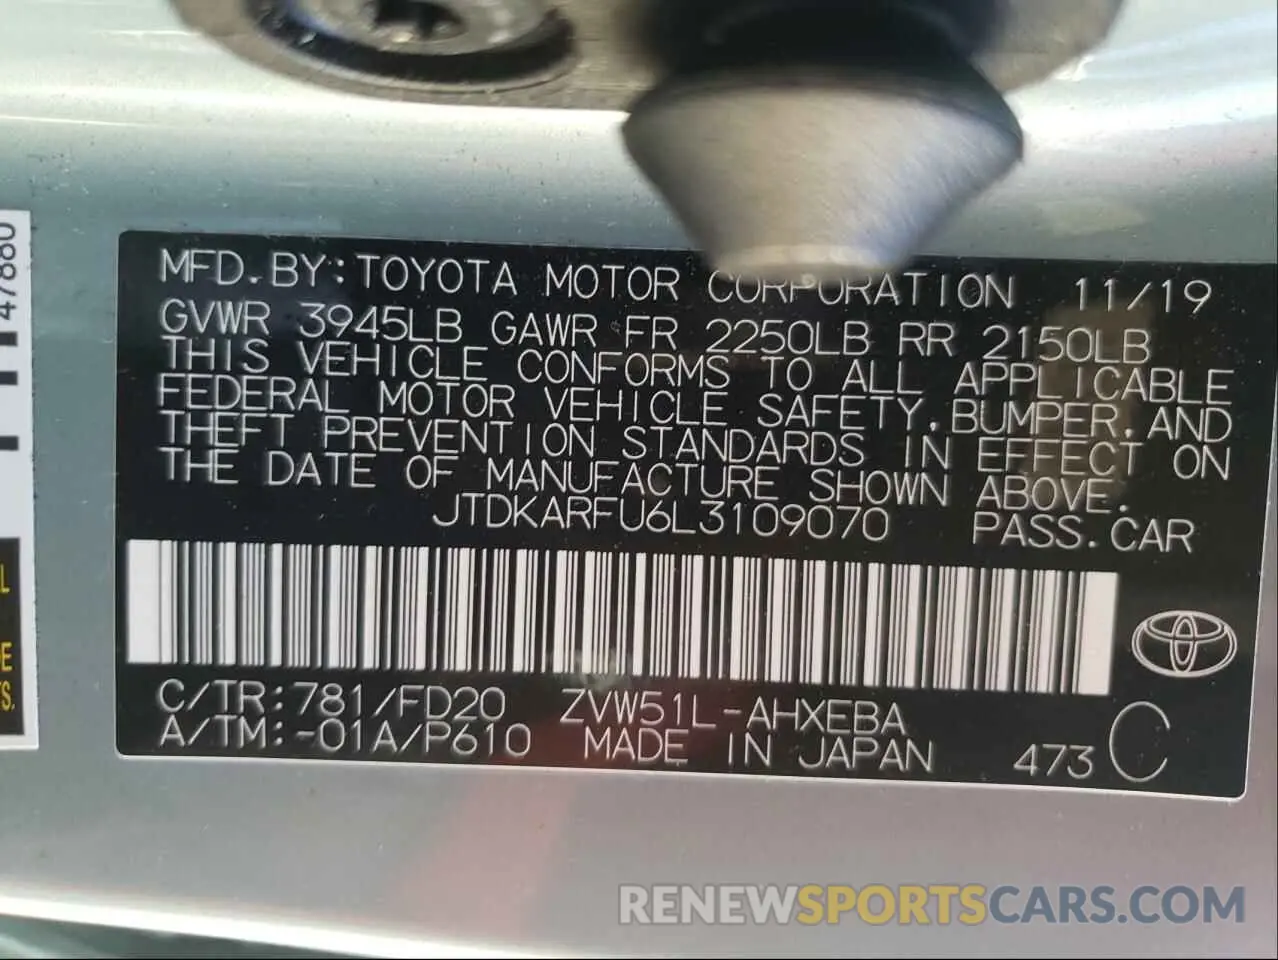 MFD.BY:TOYOTA MOTOR CORPORATION 11/19
GVWR 3945LB GAWR FR 2250LB RR 2150LB
THIS VEHICLE CONFORMS TO ALL APPLICABLE
FEDERAL MOTOR VEHICLE SAFETY,BUMPER,AND
THEFT PREVENTION STANDARDS IN EFFECT ON
THE DATE OF MANUFACTURE SHOWN ABOVE.
JTDKARFU6L3109070 PASS.CAR
C/TR:781/FD20 ZVW51L-AHXEBA
A/TM:-01A/P610 MADE IN JAPAN 473 C
47880
RENEWSPORTSCARS.COM